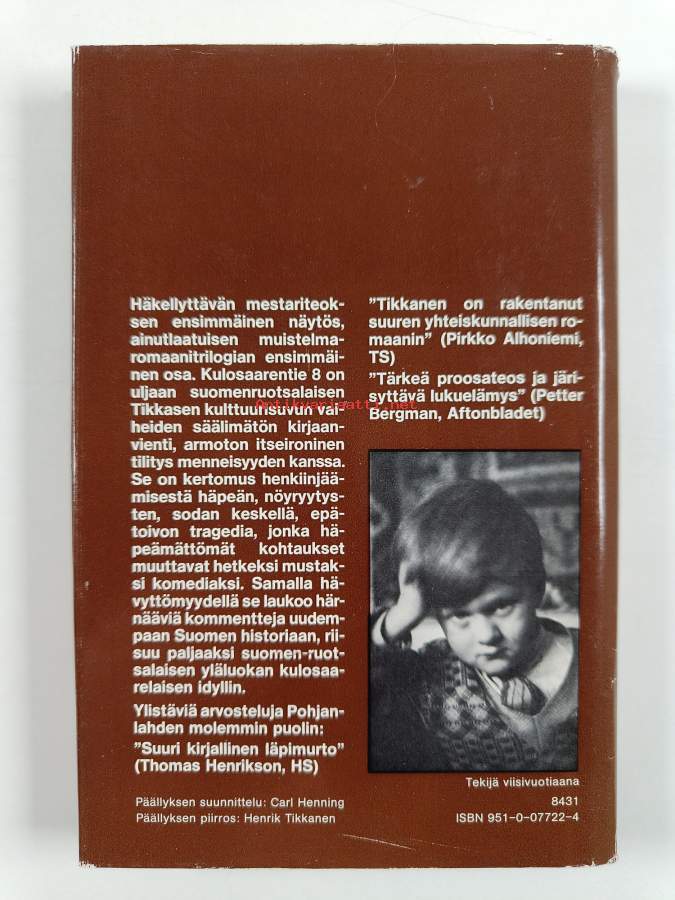 Häkellyttävän mestariteok-
sen ensimmäinen näytös,
ainutlaatuisen muistelma-
romaanitrilogian ensimmäi-
nen osa. Kulosaarentie 8 on
uljaan suomenruotsalaisen
Tikkasen kulttuurisuvun vai-
heiden säälimätön kirjaan-
vienti, armoton itseironinen
tilitys menneisyyden kanssa.
Se on kertomus henkiinjää-
misestä häpeän, nöyryytys-
ten, sodan keskellä, epä-
toivon tragedia, jonka hä-
peämättömät kohtaukset
muuttavat hetkeksi mustak-
si komediaksi. Samalla hä-
vyttömyydellä se laukoo här-
nääviä kommentteja uudem-
paan Suomen historiaan, rii-
suu paljaaksi suomen-ruot-
salaisen yläluokan kulosaa-
relaisen idyllin.
Ylistäviä arvosteluja Pohjan-
lahden molemmin puolin:
"Suuri kirjallinen läpimurto"
(Thomas Henrikson, HS)
"Tikkanen on rakentanut
suuren yhteiskunnallisen ro-
maanin" (Pirkko Alhoniemi,
TS)
"Tärkeä proosateos ja järi-
syttävä lukuelämys" (Petter
Bergman, Aftonbladet)
Antikvariaatti.net
Tekijä viisivuotiaana
Päällyksen suunnittelu: Carl Henning
Päällyksen piirros: Henrik Tikkanen
8431
ISBN 951-0-07722-4